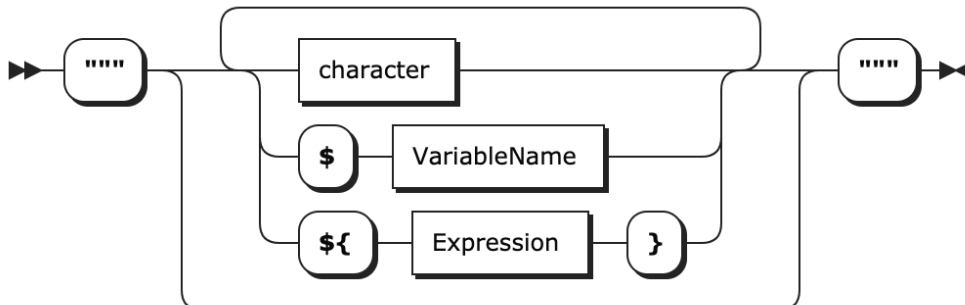 """ character """
$ VariableName
${ Expression }